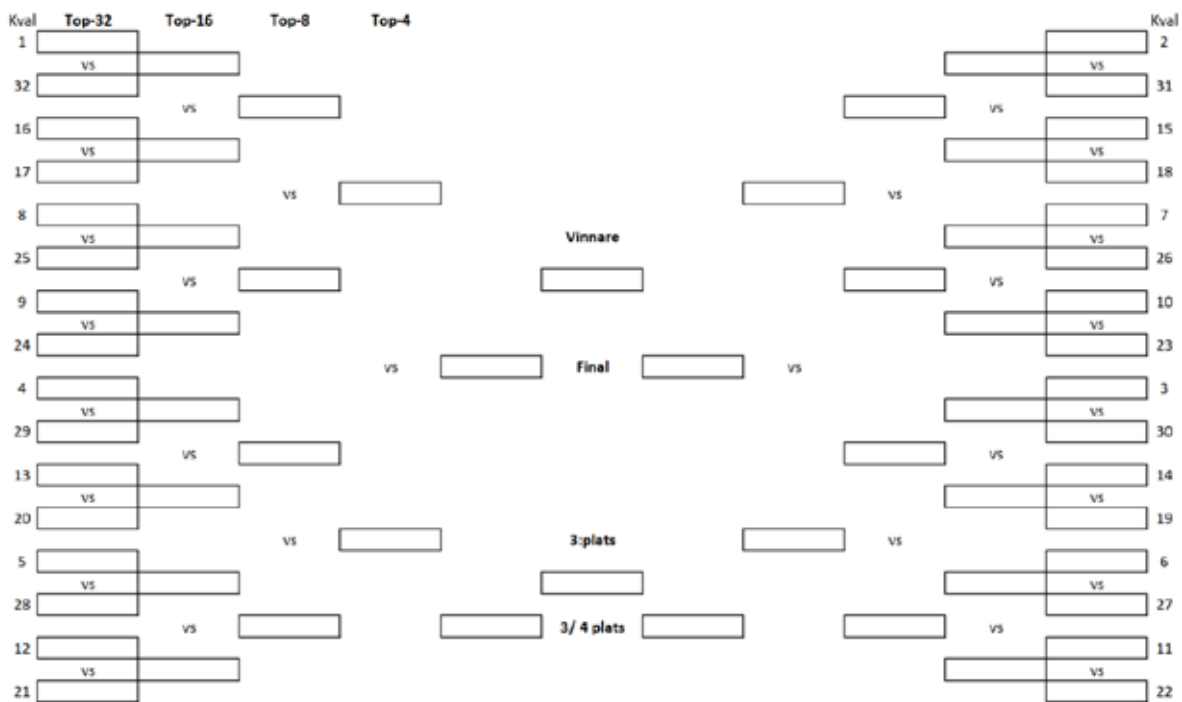 Kval Top-32 Top-16 Top-8 Top-4 Kval
1 2
vs vs
32 31
vs vs
16 15
vs vs
17 18
vs vs
8 7
vs Vinnare vs
25 26
vs vs
9 10
vs vs
24 23
vs Final vs
4 3
vs vs
29 30
vs vs
13 14
vs vs
20 19
vs 3:plats vs
5 6
vs vs
28 27
vs 3/ 4 plats vs
12 11
vs vs
21 22